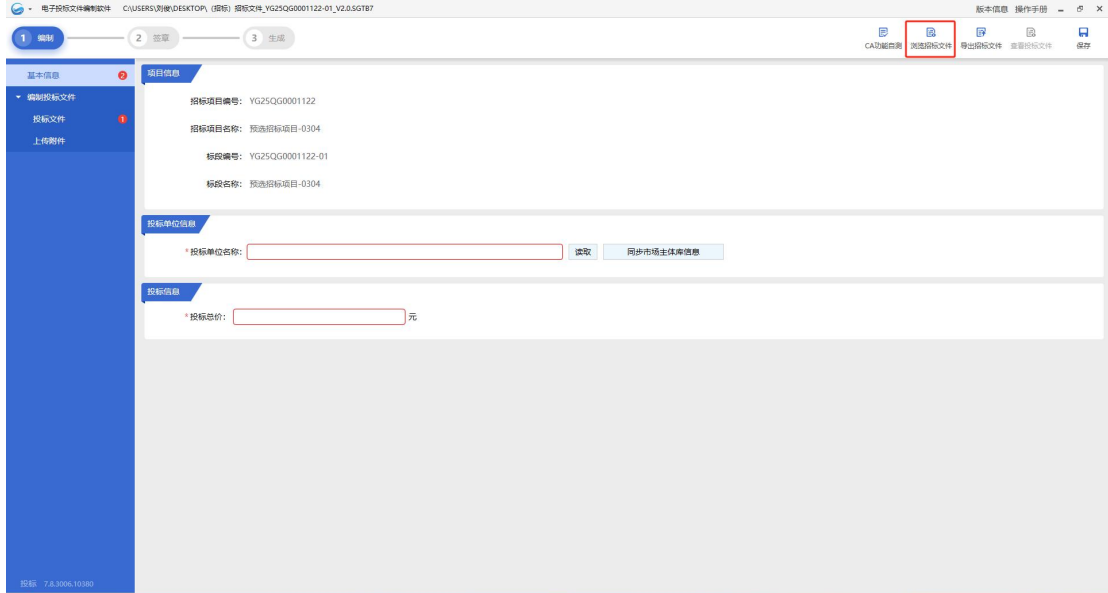 电子投标文件编制软件 C:\USERS\刘俊\DESKTOP\（招标）招标文件_YG25QG0001122-01_V2.0.SGTB7 版本信息 操作手册
1 编制 2 签章 3 生成
CA功能自测 浏览招标文件 导出招标文件 查看投标文件 保存
基本信息 2
编制投标文件
投标文件 1
上传附件
项目信息
招标项目编号： YG25QG0001122
招标项目名称： 预选招标项目-0304
标段编号： YG25QG0001122-01
标段名称： 预选招标项目-0304
投标单位信息
*投标单位名称： 读取 同步市场主体库信息
投标信息
*投标总价： 元
投标 7.8.3006.10380